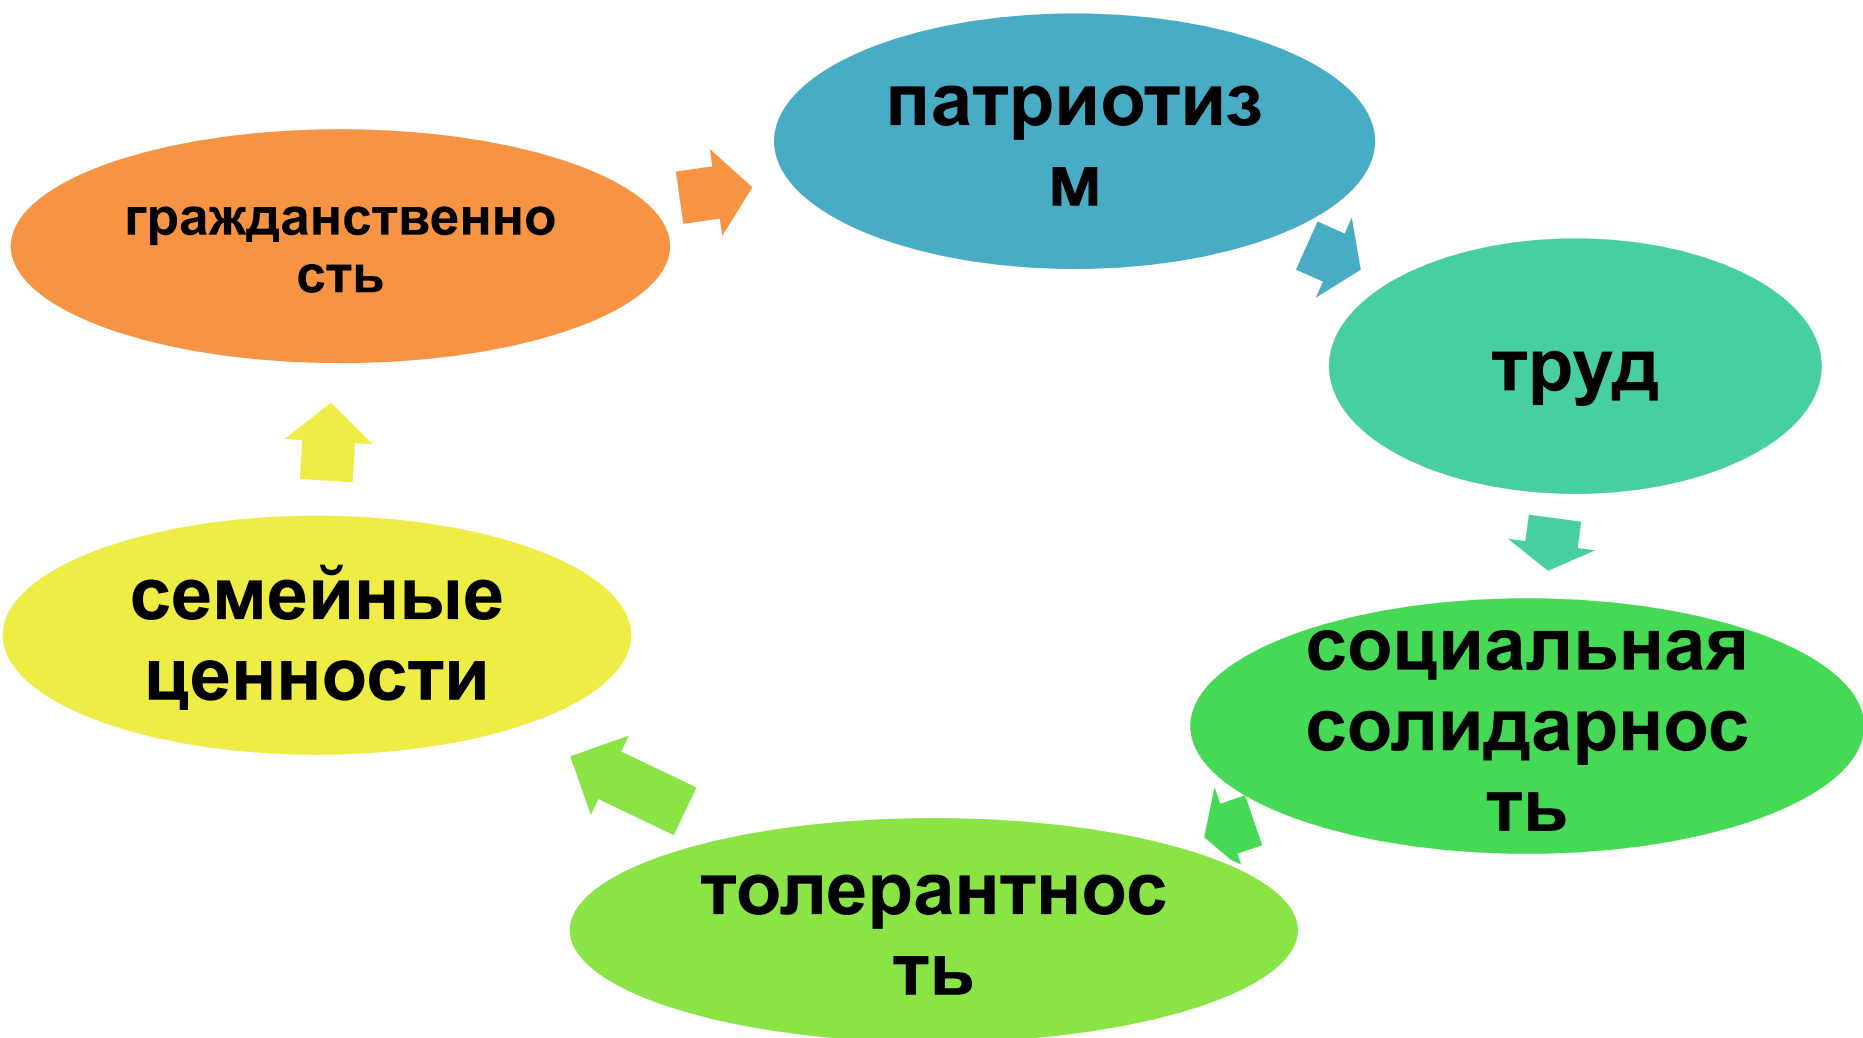 патриотиз
м
гражданственно
сть
труд
семейные
ценности
социальная
солидарнос
ть
толерантнос
ть